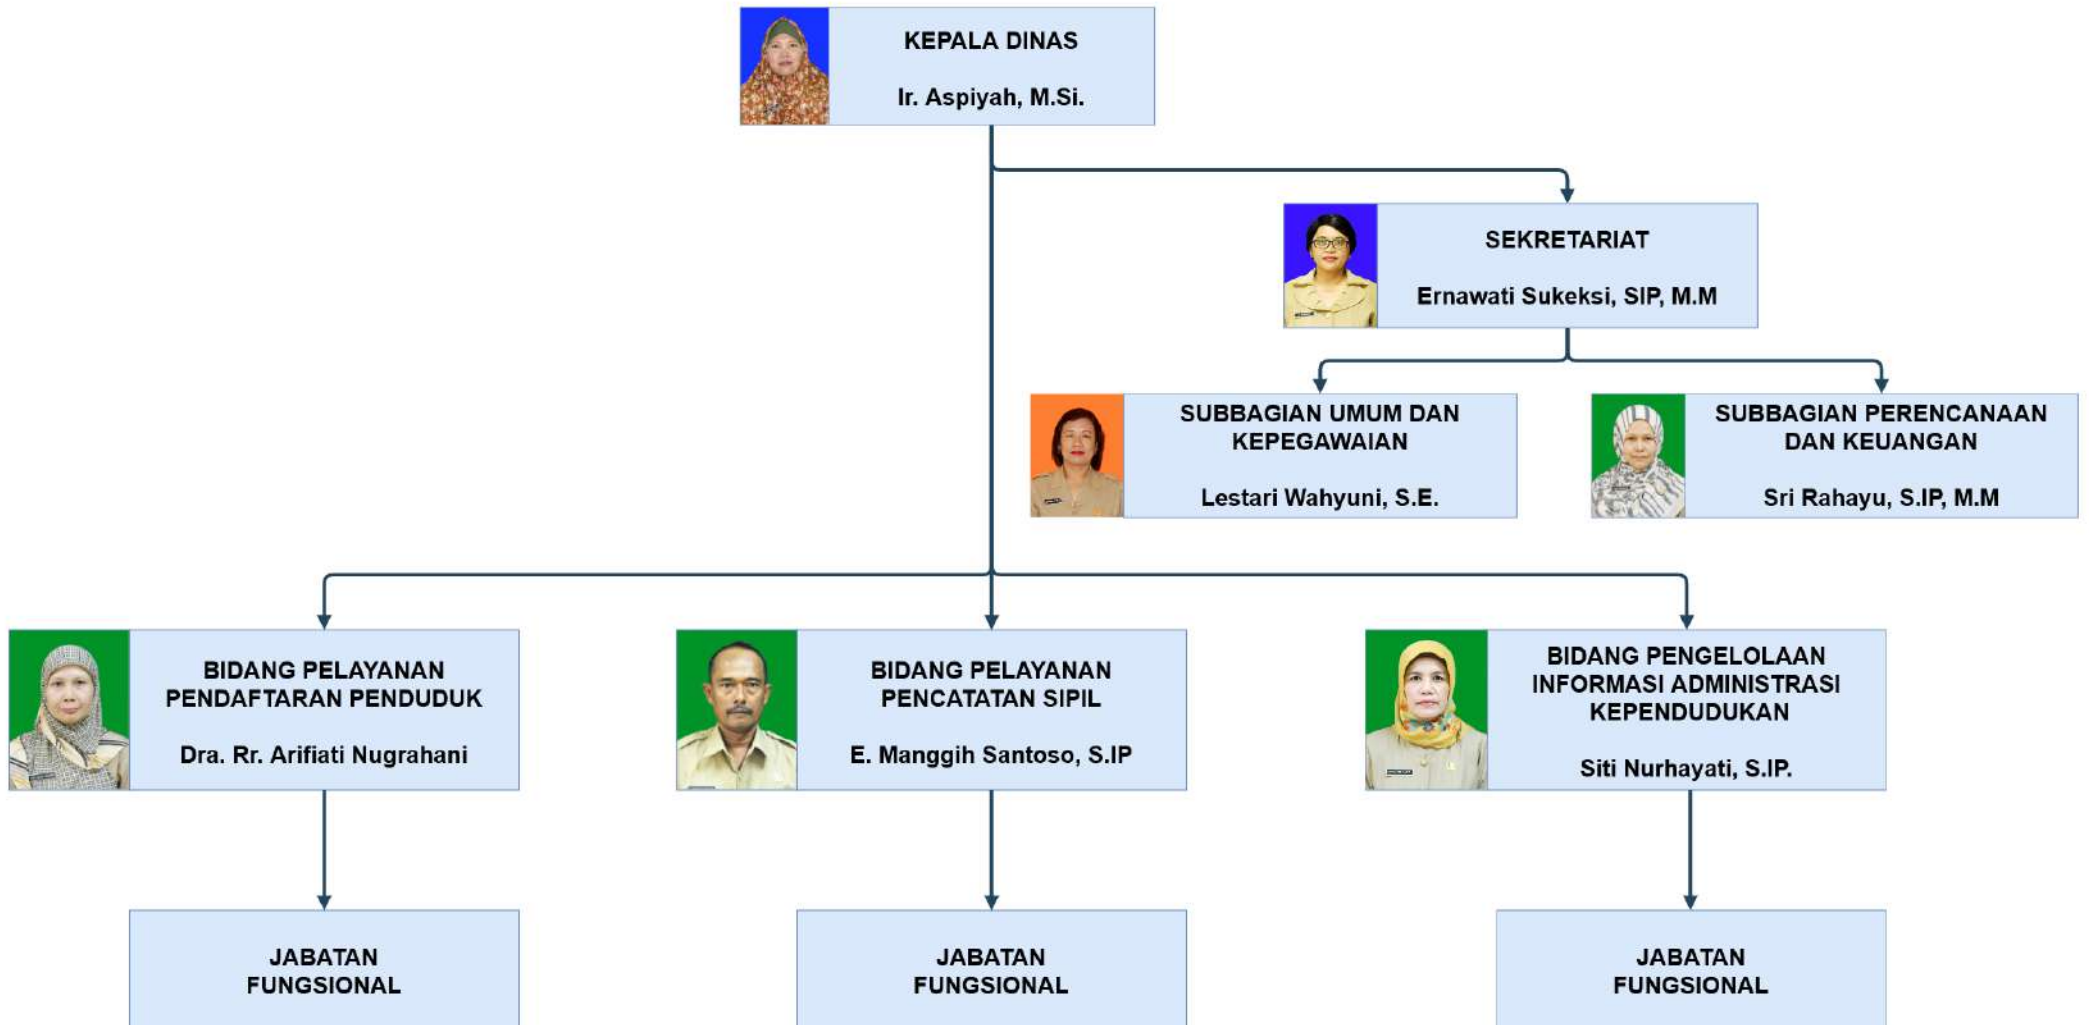 KEPALA DINAS
Ir. Aspiyah, M.Si.
SEKRETARIAT
Ernawati Sukeksi, SIP, M.M
SUBBAGIAN UMUM DAN
KEPEGAWAIAN
Lestari Wahyuni, S.E.
SUBBAGIAN PERENCANAAN
DAN KEUANGAN
Sri Rahayu, S.IP, M.M
BIDANG PELAYANAN
PENDAFTARAN PENDUDUK
Dra. Rr. Arifiati Nugrahani
BIDANG PELAYANAN
PENCATATAN SIPIL
E. Manggih Santoso, S.IP
BIDANG PENGELOLAAN
INFORMASI ADMINISTRASI
KEPENDUDUKAN
Siti Nurhayati, S.IP.
JABATAN
FUNGSIONAL
JABATAN
FUNGSIONAL
JABATAN
FUNGSIONAL